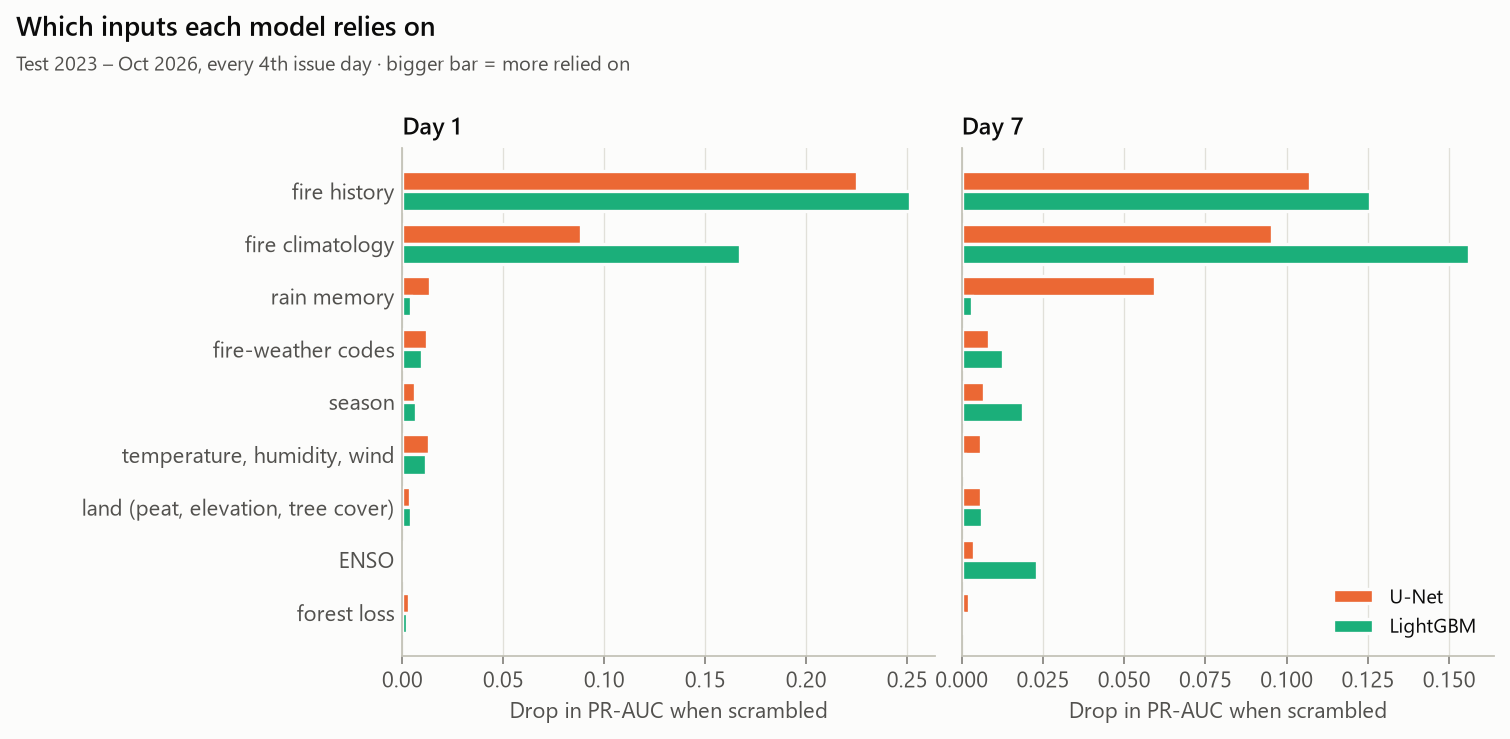 Which inputs each model relies on
Test 2023 – Oct 2026, every 4th issue day · bigger bar = more relied on
Day 1
Day 7
fire history
fire climatology
rain memory
fire-weather codes
season
temperature, humidity, wind
land (peat, elevation, tree cover)
ENSO
forest loss
U-Net
LightGBM
0.00 0.05 0.10 0.15 0.20 0.25
0.000 0.025 0.050 0.075 0.100 0.125 0.150
Drop in PR-AUC when scrambled
Drop in PR-AUC when scrambled